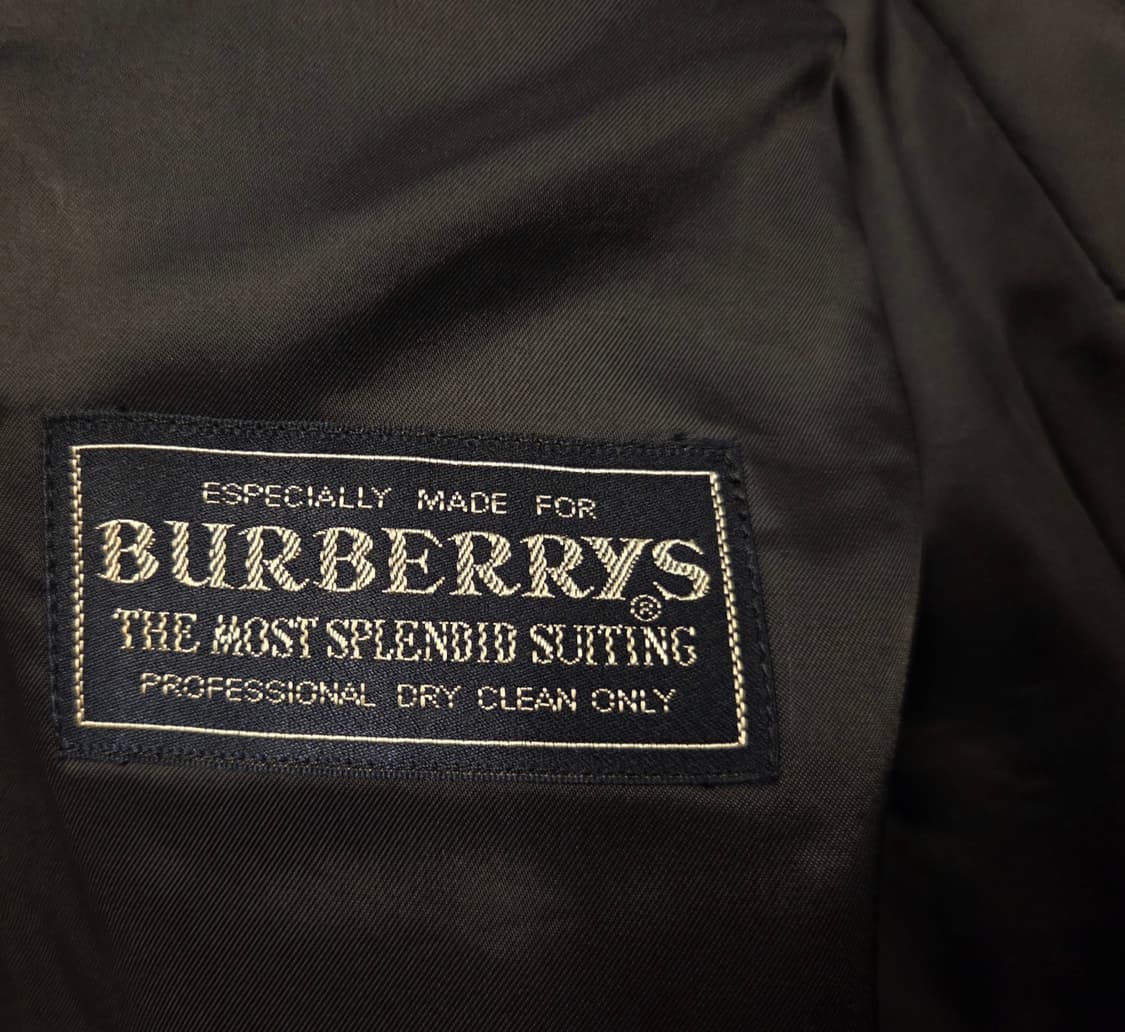 ESPECIALLY MADE FOR
BURBERRYS®
THE MOST SPLENDID SUITING
PROFESSIONAL DRY CLEAN ONLY